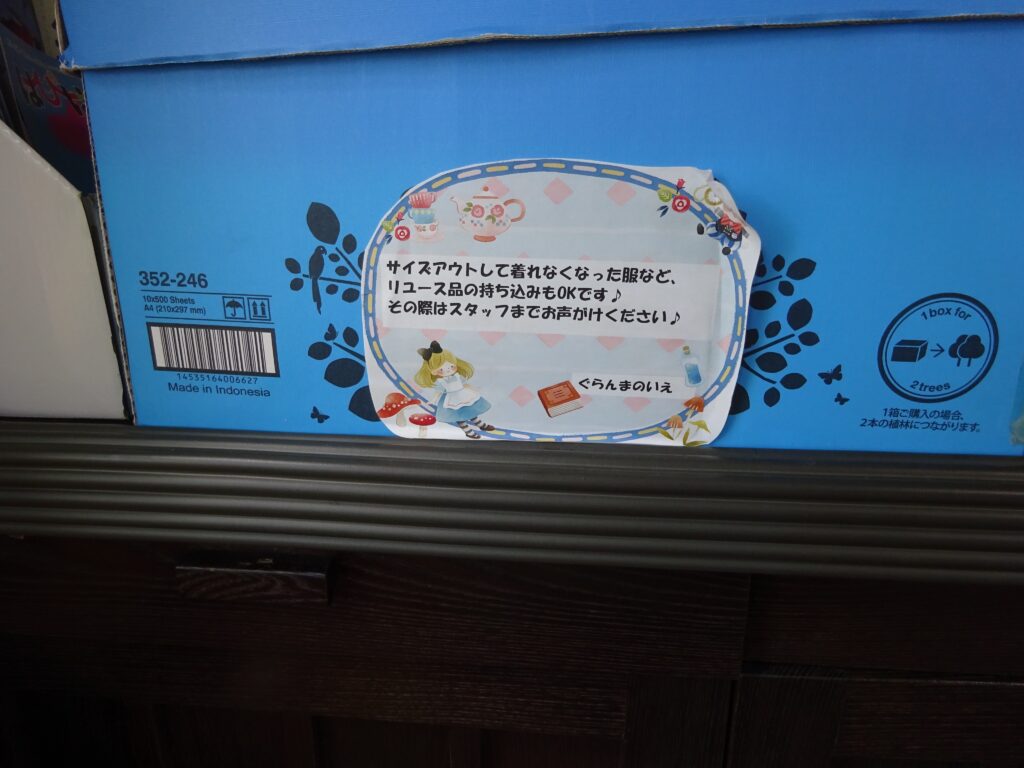 352-246
10x500 Sheets
A4 (210x297 mm)
14535164006627
Made in Indonesia
サイズアウトして着れなくなった服など、
リユース品の持ち込みもOKです♪
その際はスタッフまでお声がけください♪
ぐらんまのいえ
1 box for
2 trees
1箱ご購入の場合、
2本の植林につながります。